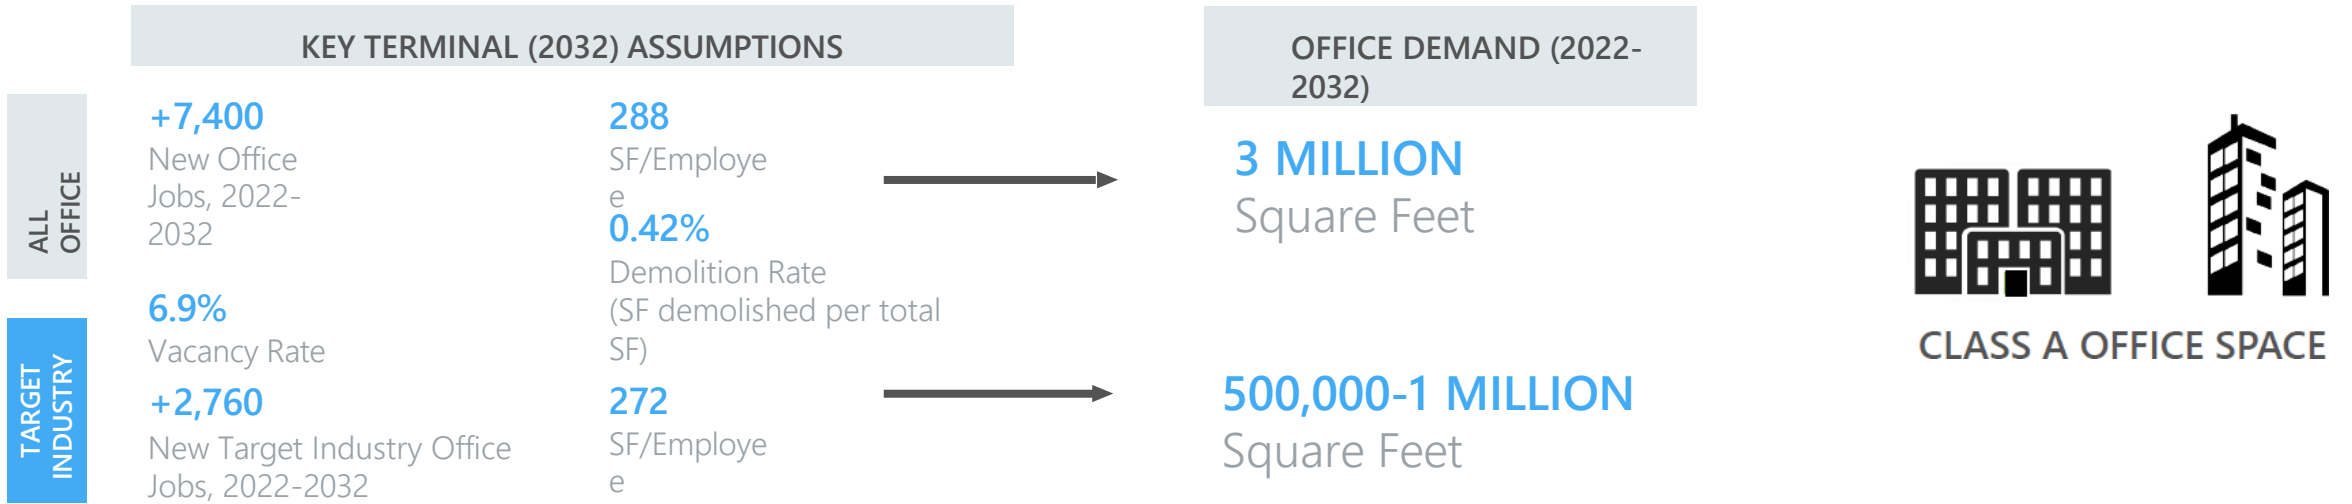 KEY TERMINAL (2032) ASSUMPTIONS
OFFICE DEMAND (2022-
2032)
ALL
OFFICE
+7,400
New Office
Jobs, 2022-
2032
6.9%
Vacancy Rate
288
SF/Employe
e
0.42%
Demolition Rate
(SF demolished per total
SF)
3 MILLION
Square Feet
TARGET
INDUSTRY
+2,760
New Target Industry Office
Jobs, 2022-2032
272
SF/Employe
e
500,000-1 MILLION
Square Feet
CLASS A OFFICE SPACE